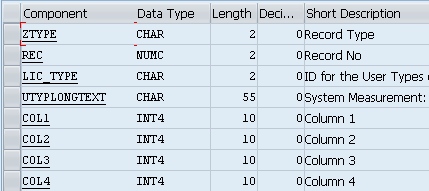 Component Data Type Length Deci... Short Description
ZTYPE CHAR 2 0 Record Type
REC NUMC 2 0 Record No
LIC_TYPE CHAR 2 0 ID for the User Types
UTYPLONGTEXT CHAR 55 0 System Measurement:
COL1 INT4 10 0 Column 1
COL2 INT4 10 0 Column 2
COL3 INT4 10 0 Column 3
COL4 INT4 10 0 Column 4